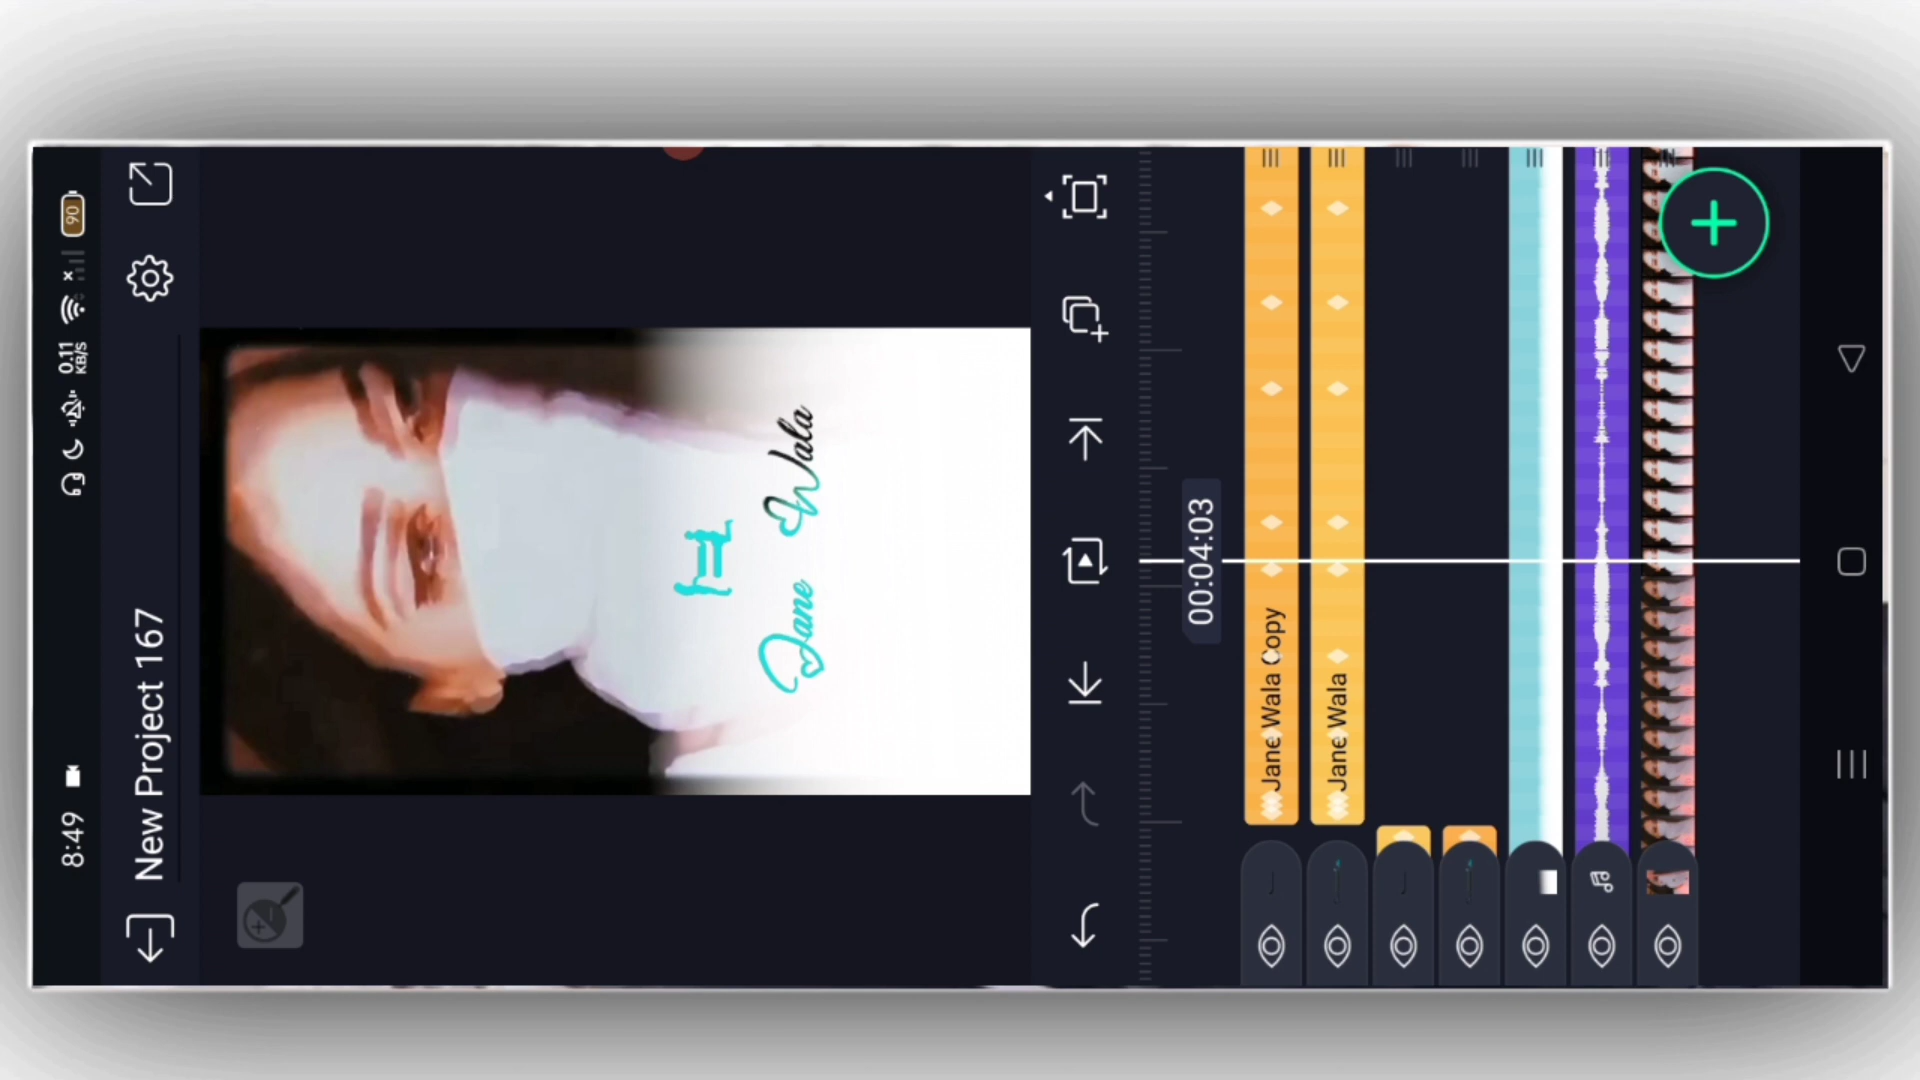 8:49
0.11
KB/S
90
New Project 167
Jane Wala
00:04:03
Jane Wala Copy
Jane Wala